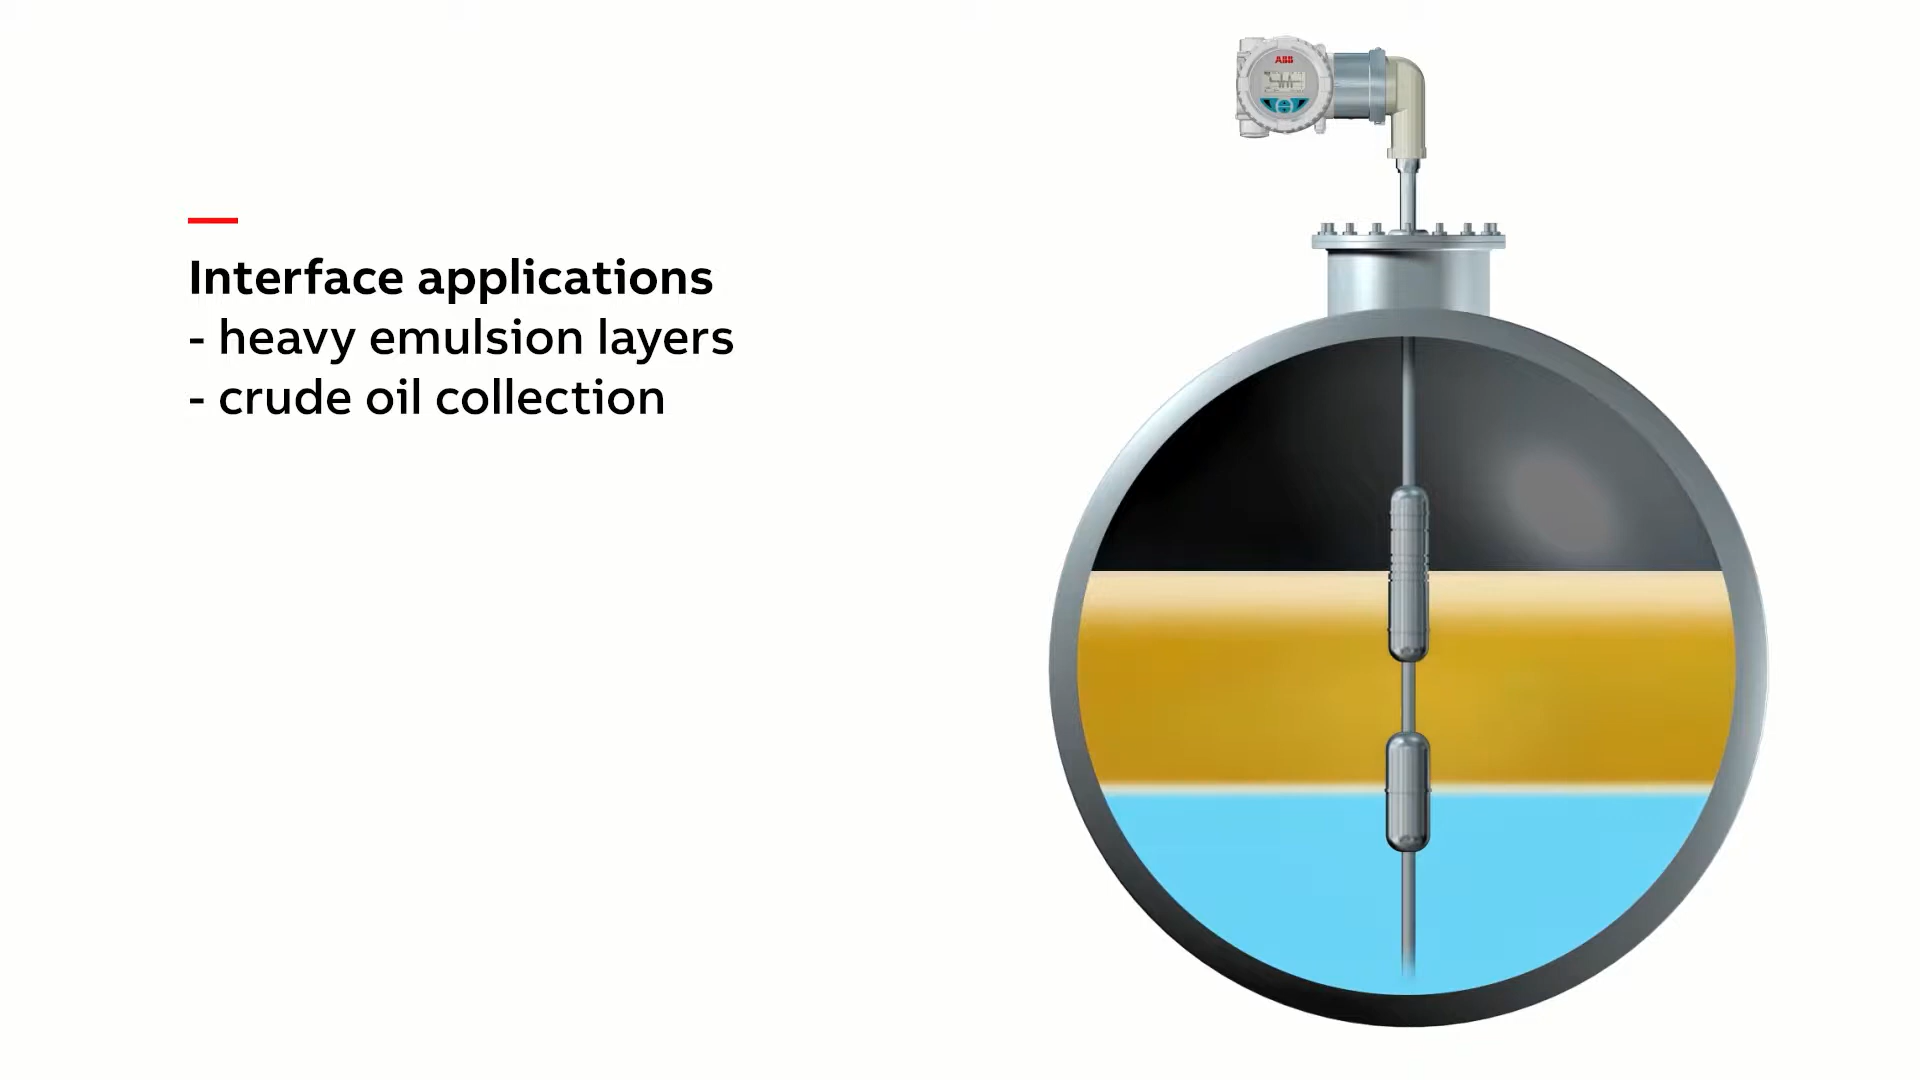 Interface applications
- heavy emulsion layers
- crude oil collection
ABB